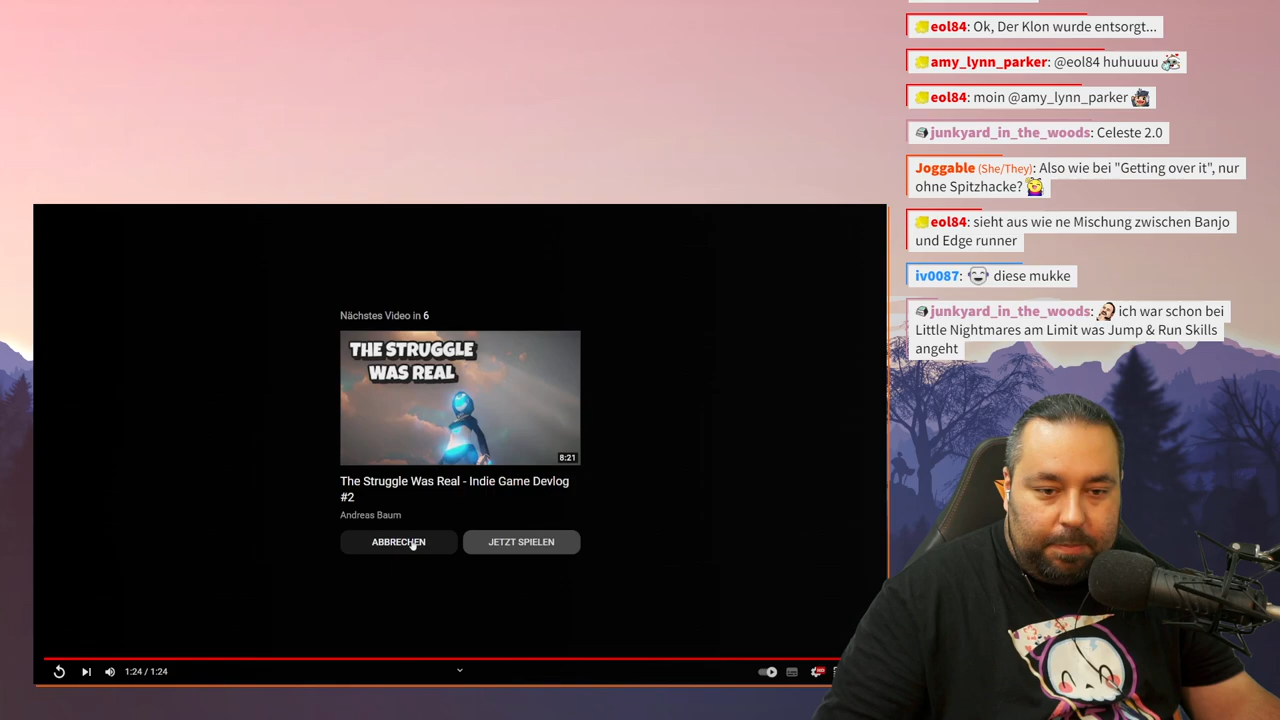 eol84: Ok, Der Klon wurde entsorgt...
amy_lynn_parker: @eol84 huhuuuu
eol84: moin @amy_lynn_parker
junkyard_in_the_woods: Celeste 2.0
Joggable (She/They): Also wie bei "Getting over it", nur
ohne Spitzhacke?
eol84: sieht aus wie ne Mischung zwischen Banjo
und Edge runner
iv0087: diese mukke
junkyard_in_the_woods: ich war schon bei
Little Nightmares am Limit was Jump & Run Skills
angeht
Nächstes Video in 6
THE STRUGGLE
WAS REAL
8:21
The Struggle Was Real - Indie Game Devlog
#2
Andreas Baum
ABBRECHEN
JETZT SPIELEN
1:24 / 1:24